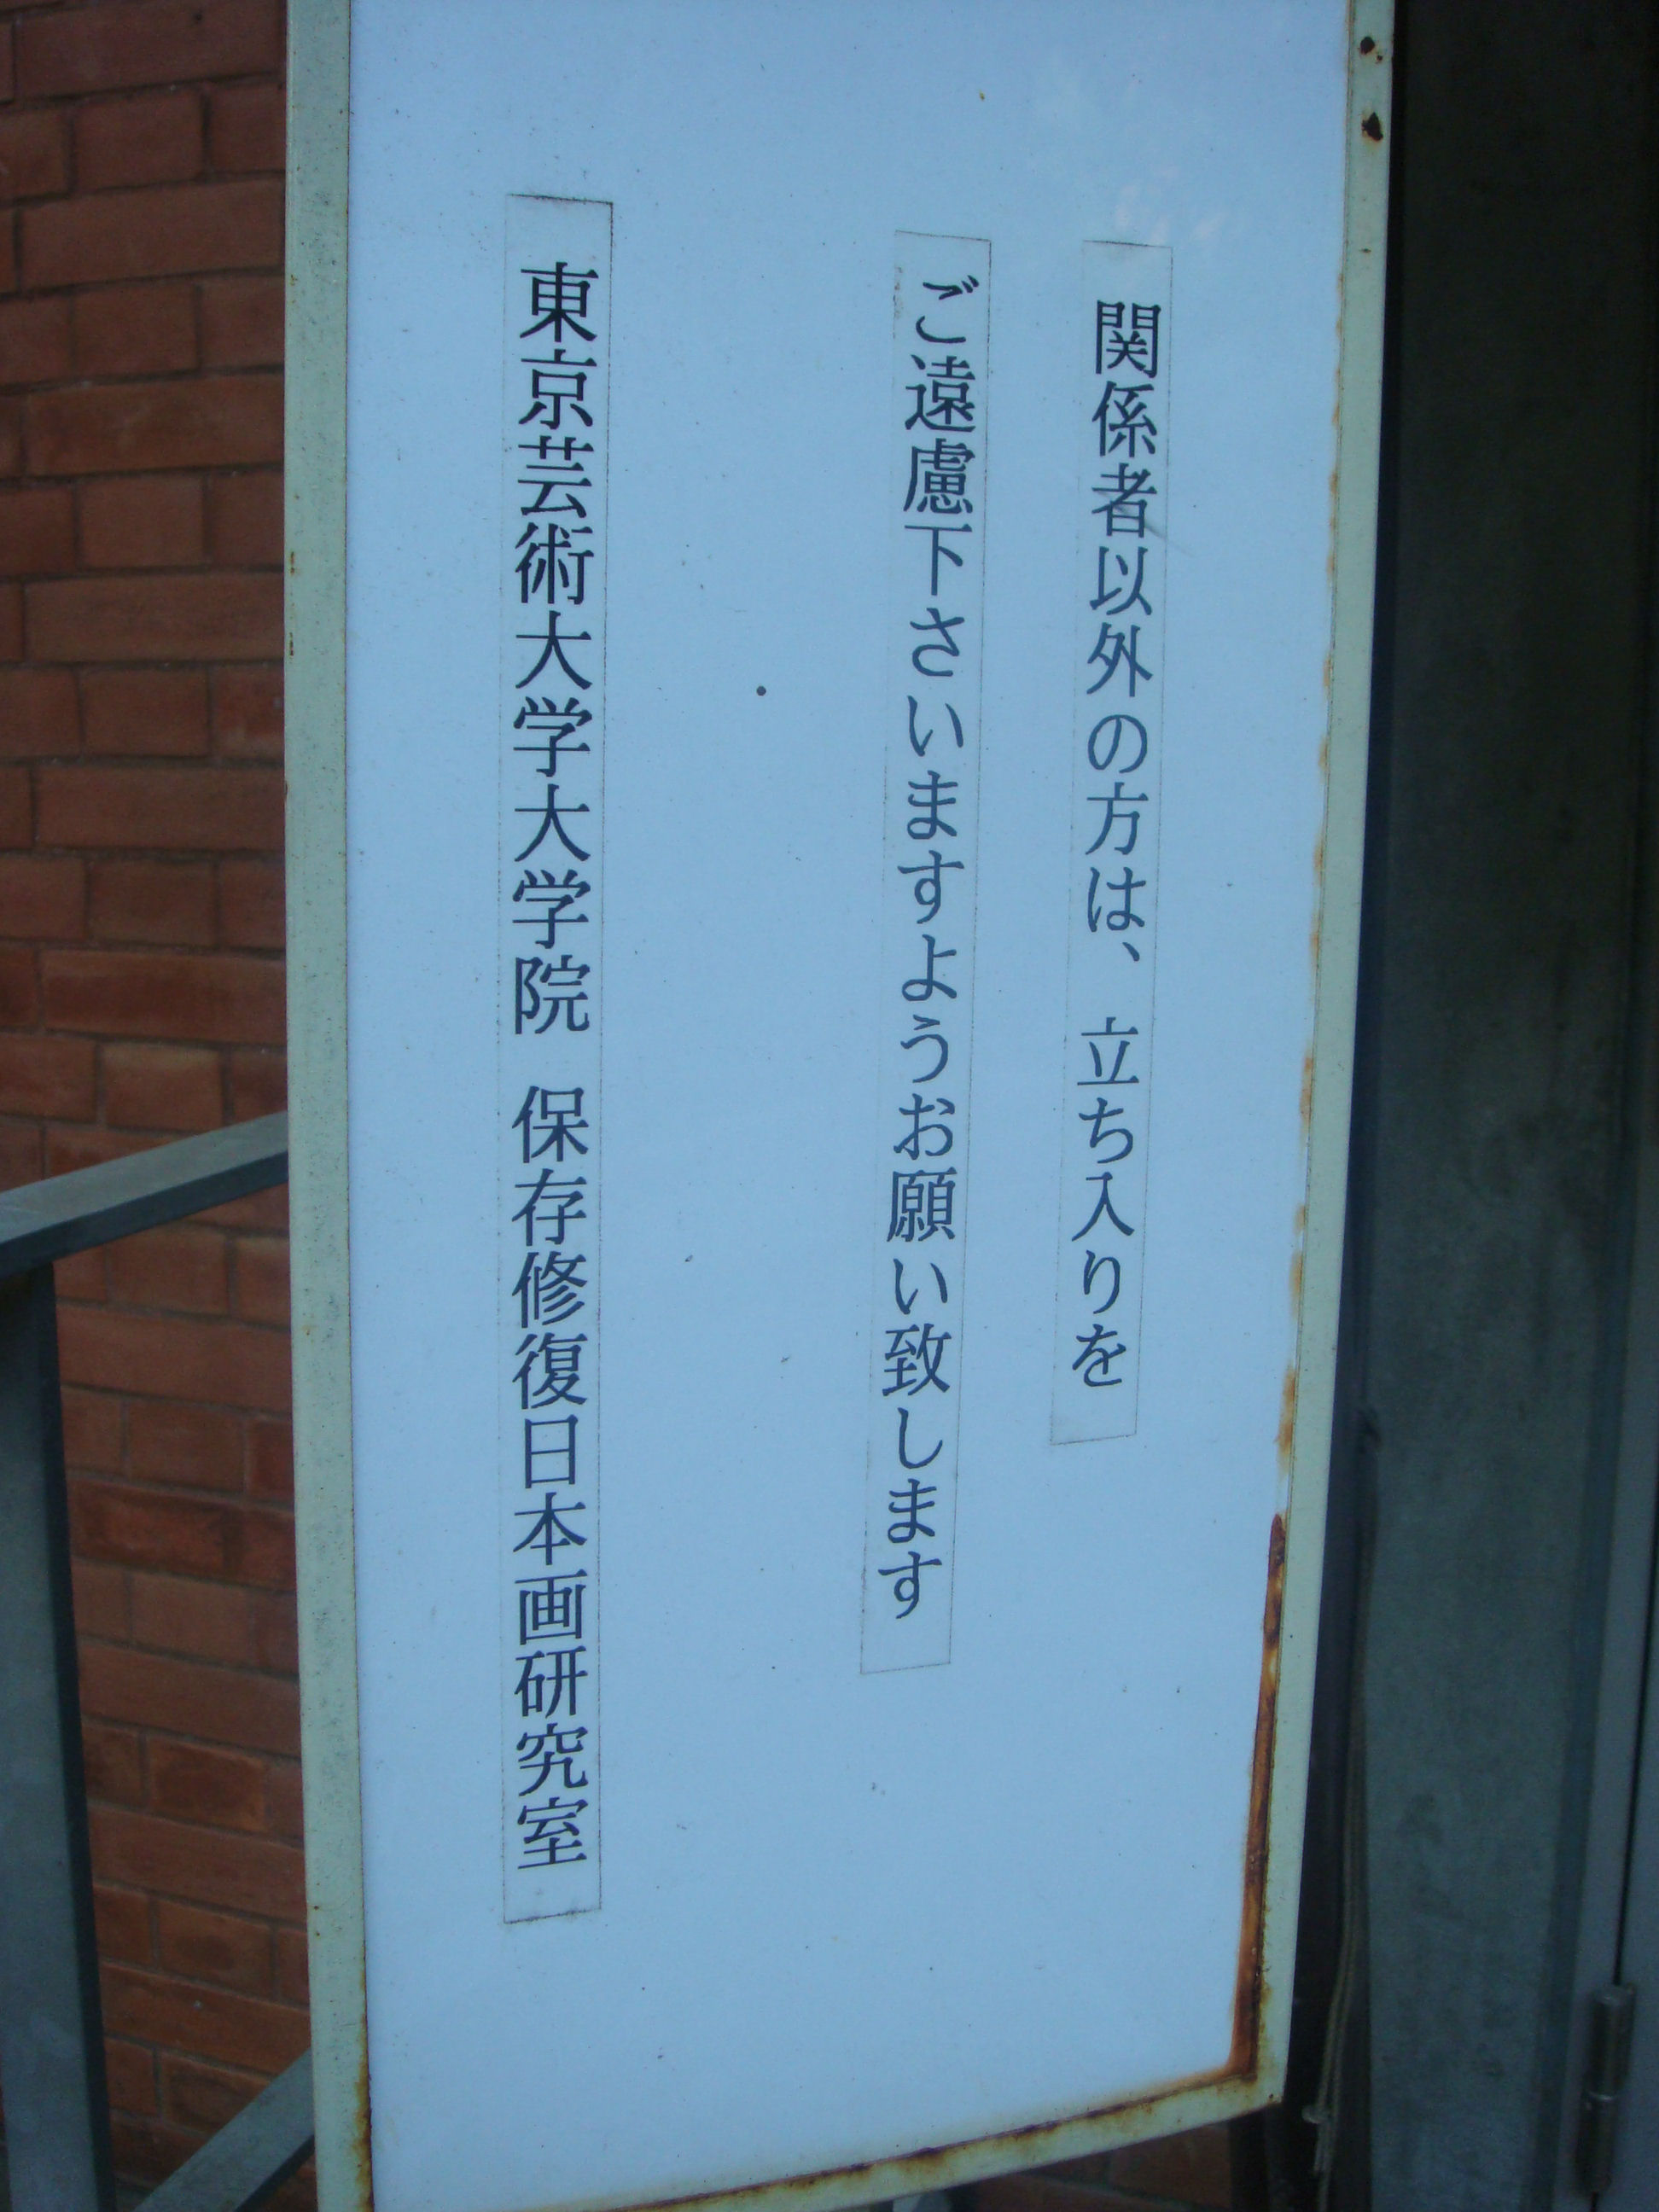 関係者以外の方は、立ち入りを
ご遠慮下さいますようお願い致します
東京芸術大学大学院 保存修復日本画研究室